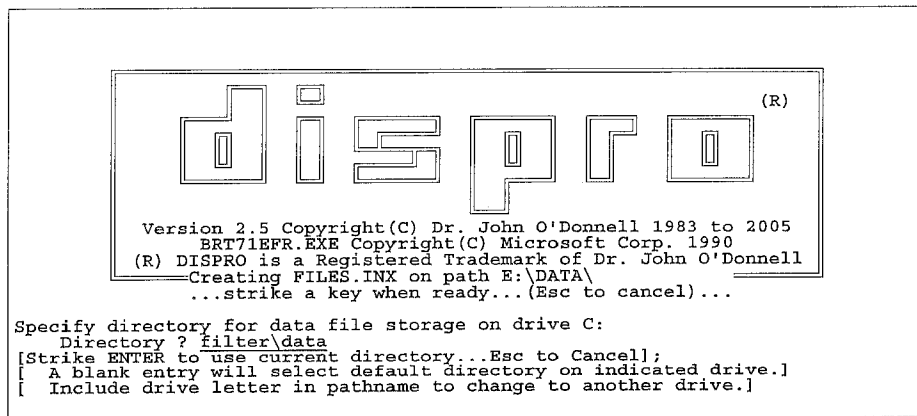 (R)
dispro
Version 2.5 Copyright(C) Dr. John O'Donnell 1983 to 2005
BRT71EFR.EXE Copyright(C) Microsoft Corp. 1990
(R) DISPRO is a Registered Trademark of Dr. John O'Donnell
Creating FILES.INX on path E:\DATA\
...strike a key when ready...(Esc to cancel)...
Specify directory for data file storage on drive C:
Directory ? filter\data
[Strike ENTER to use current directory...Esc to Cancel];
[ A blank entry will select default directory on indicated drive.]
[ Include drive letter in pathname to change to another drive.]